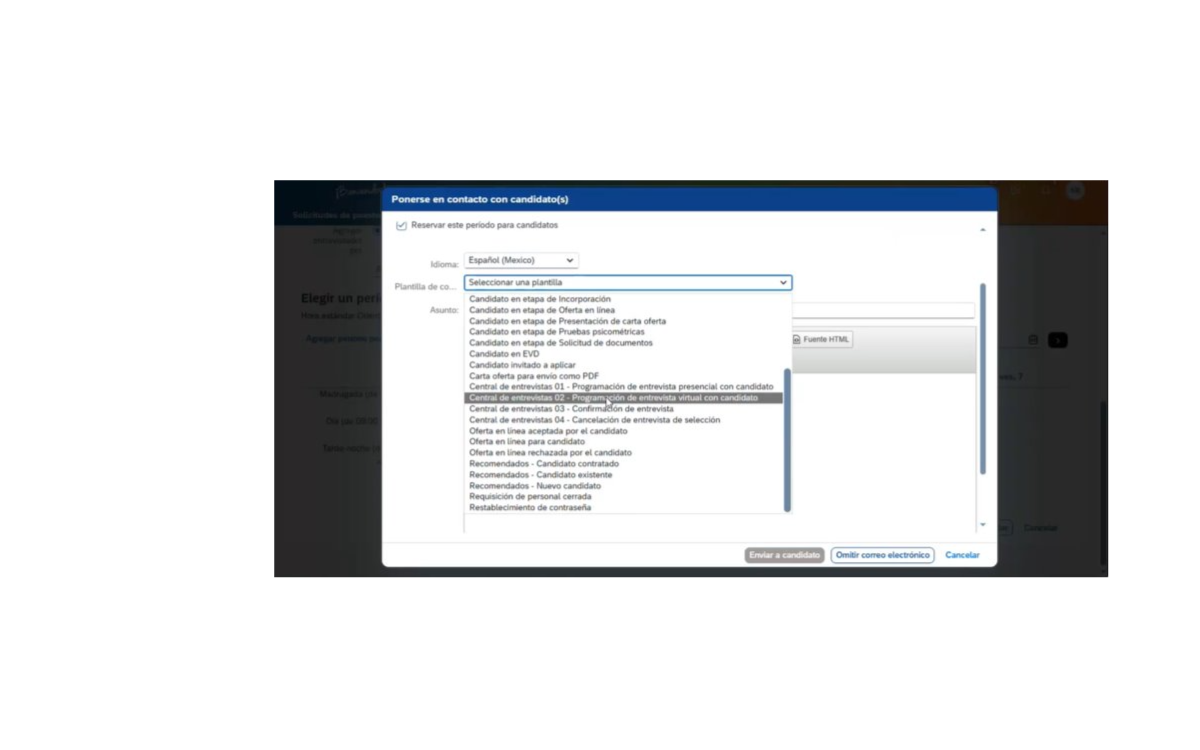 ¡Bienvenid
Solicitudes de puesto
Ponerse en contacto con candidato(s)
Reservar este período para candidatos
Idioma:
Español (Mexico)
Plantilla de co...
Seleccionar una plantilla
Asunto:
Candidato en etapa de Incorporación
Candidato en etapa de Oferta en línea
Candidato en etapa de Presentación de carta oferta
Candidato en etapa de Pruebas psicométricas
Candidato en etapa de Solicitud de documentos
Candidato en EVD
Candidato invitado a aplicar
Carta oferta para envío como PDF
Central de entrevistas 01 - Programación de entrevista presencial con candidato
Central de entrevistas 02 - Programación de entrevista virtual con candidato
Central de entrevistas 03 - Confirmación de entrevista
Central de entrevistas 04 - Cancelación de entrevista de selección
Oferta en línea aceptada por el candidato
Oferta en línea para candidato
Oferta en línea rechazada por el candidato
Recomendados - Candidato contratado
Recomendados - Candidato existente
Recomendados - Nuevo candidato
Requisición de personal cerrada
Restablecimiento de contraseña
Fuente HTML
Elegir un perí
Enviar a candidato
Omitir correo electrónico
Cancelar